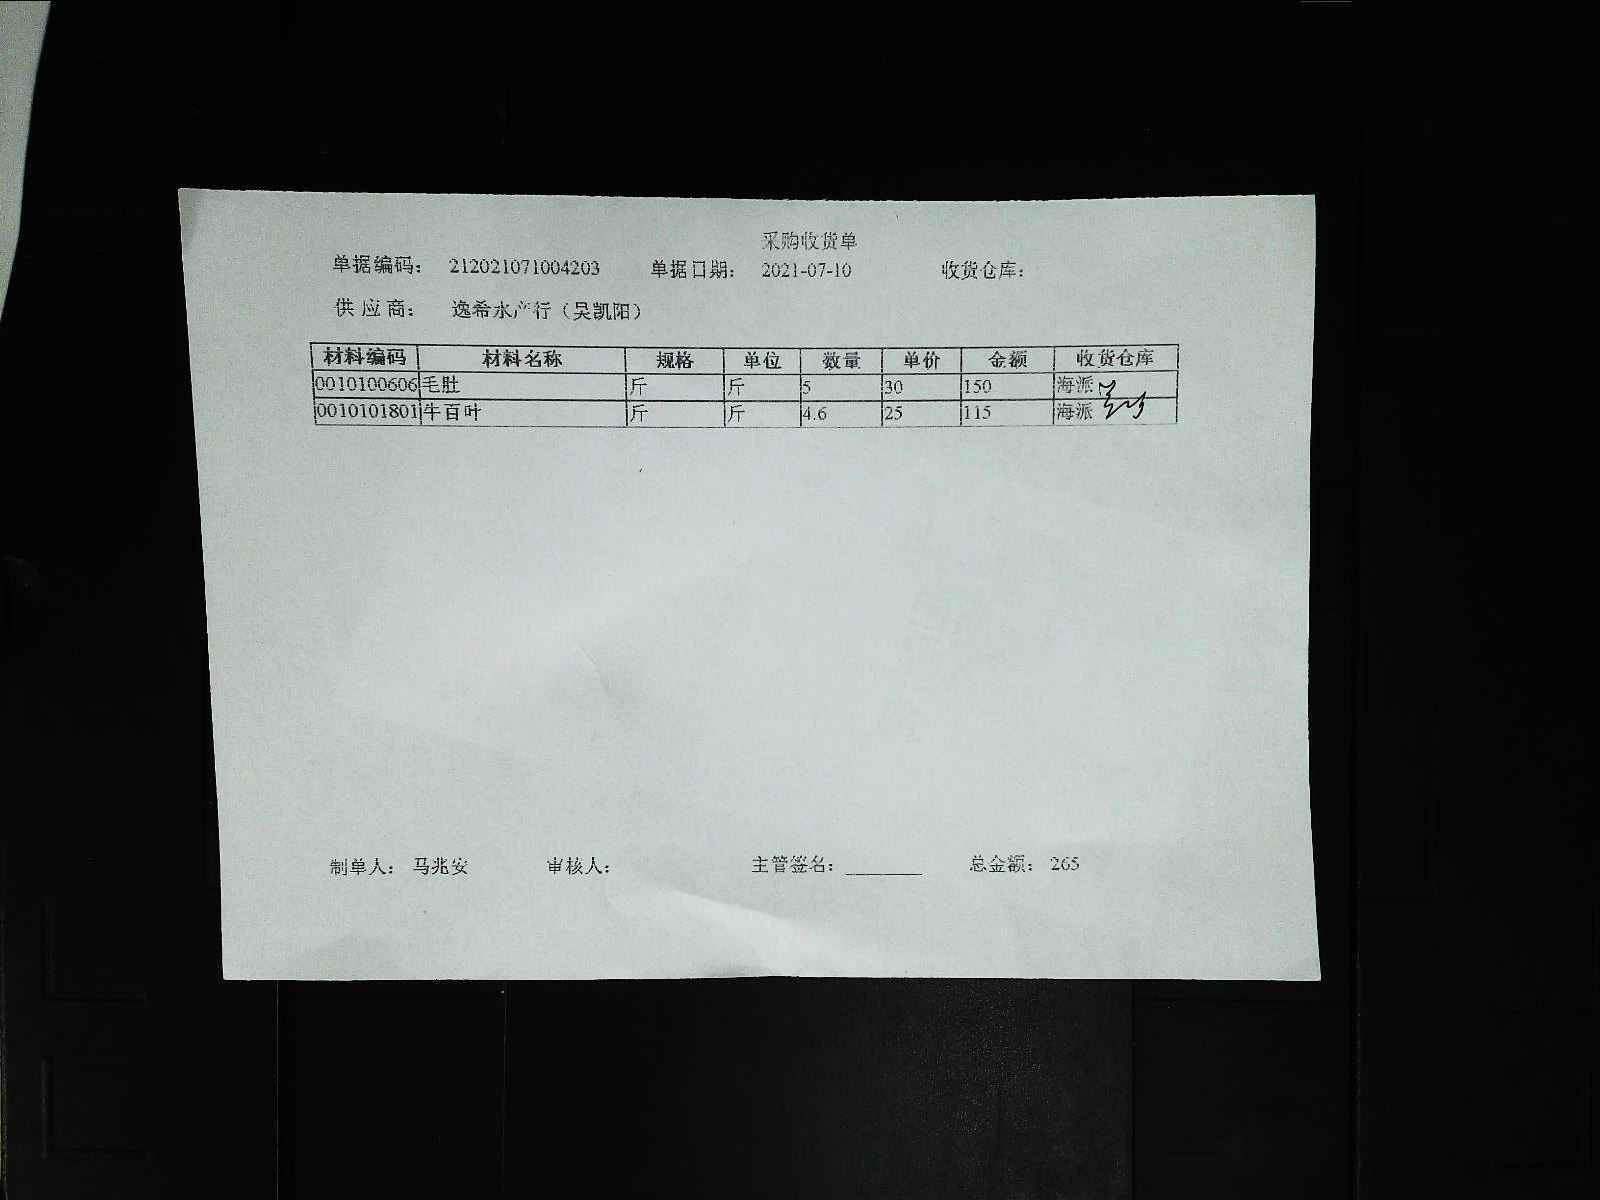 采购收货单
单据编码： 212021071004203 单据日期： 2021-07-10 收货仓库：
供 应 商： 逸希水产行（吴凯阳）
材料编码 材料名称 规格 单位 数量 单价 金额 收货仓库
0010100606 毛肚 斤 斤 5 30 150 海派
0010101801 牛百叶 斤 斤 4.6 25 115 海派
制单人： 马兆安 审核人： 主管签名：________ 总金额： 265